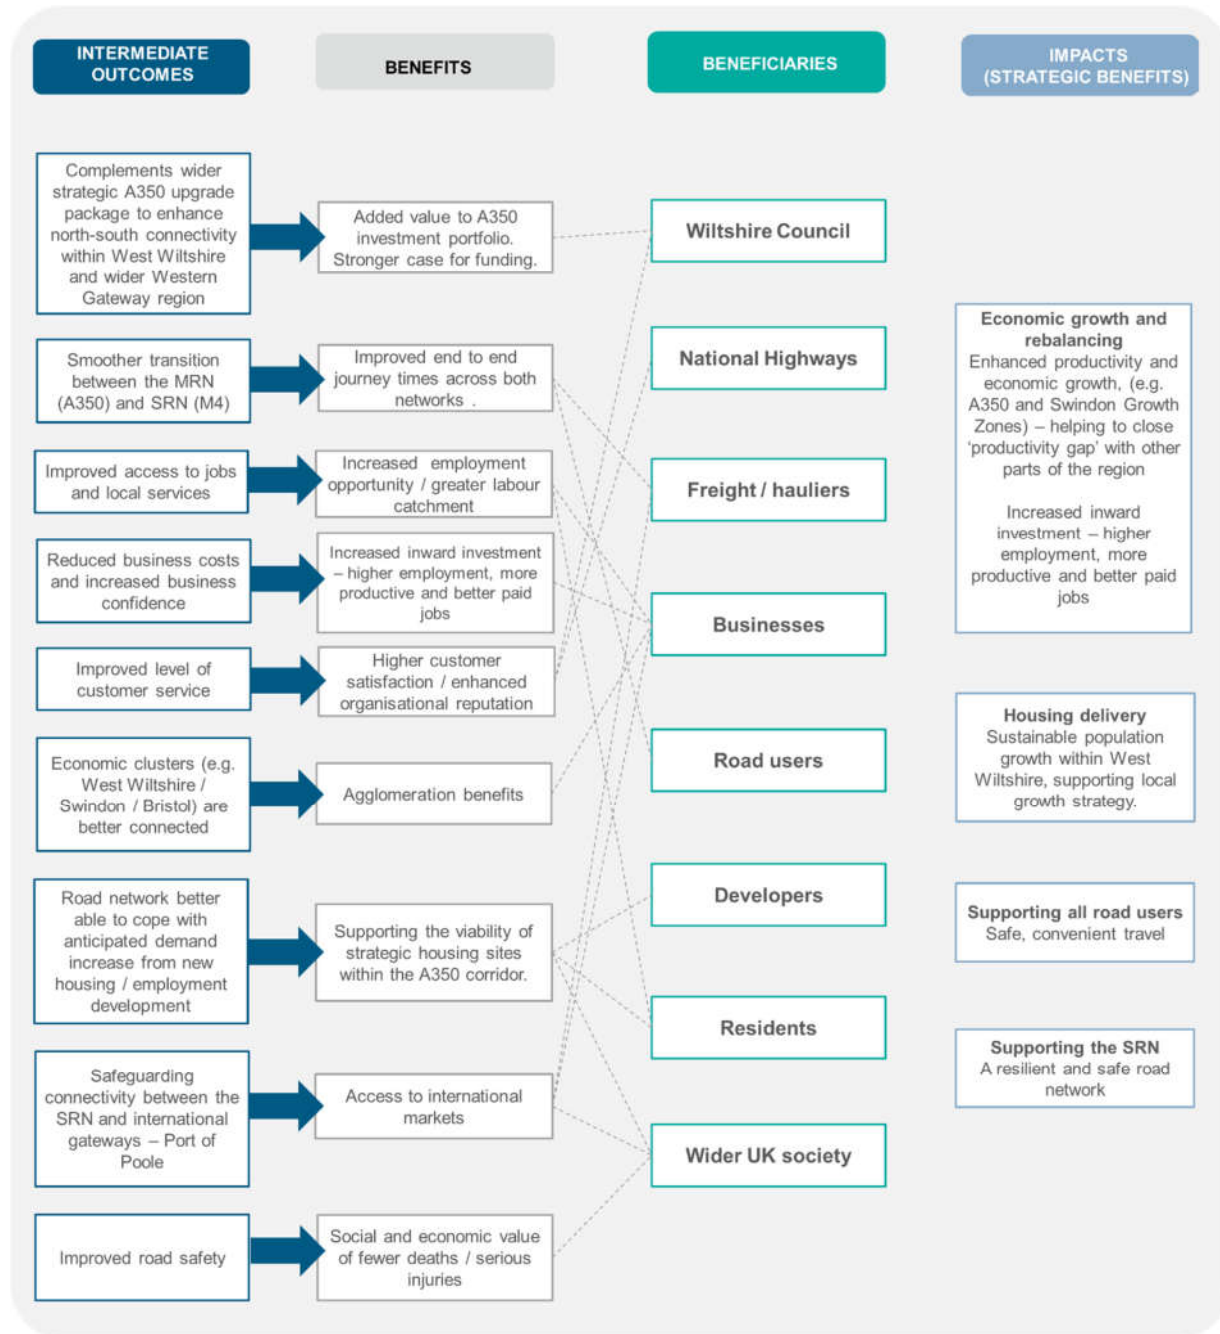 INTERMEDIATE
OUTCOMES
BENEFITS
BENEFICIARIES
IMPACTS
(STRATEGIC BENEFITS)
Complements wider
strategic A350 upgrade
package to enhance
north-south connectivity
within West Wiltshire
and wider Western
Gateway region
Added value to A350
investment portfolio.
Stronger case for funding.
Wiltshire Council
Smoother transition
between the MRN
(A350) and SRN (M4)
Improved end to end
journey times across both
networks .
National Highways
Improved access to jobs
and local services
Increased employment
opportunity / greater labour
catchment
Freight / hauliers
Reduced business costs
and increased business
confidence
Increased inward investment
– higher employment, more
productive and better paid
jobs
Businesses
Improved level of
customer service
Higher customer
satisfaction / enhanced
organisational reputation
Road users
Economic clusters (e.g.
West Wiltshire /
Swindon / Bristol) are
better connected
Agglomeration benefits
Developers
Road network better
able to cope with
anticipated demand
increase from new
housing / employment
development
Supporting the viability of
strategic housing sites
within the A350 corridor.
Residents
Safeguarding
connectivity between the
SRN and international
gateways – Port of
Poole
Access to international
markets
Wider UK society
Improved road safety
Social and economic value
of fewer deaths / serious
injuries
Economic growth and
rebalancing
Enhanced productivity and
economic growth, (e.g.
A350 and Swindon Growth
Zones) – helping to close
‘productivity gap’ with other
parts of the region
Increased inward
investment – higher
employment, more
productive and better paid
jobs
Housing delivery
Sustainable population
growth within West
Wiltshire, supporting local
growth strategy.
Supporting all road users
Safe, convenient travel
Supporting the SRN
A resilient and safe road
network